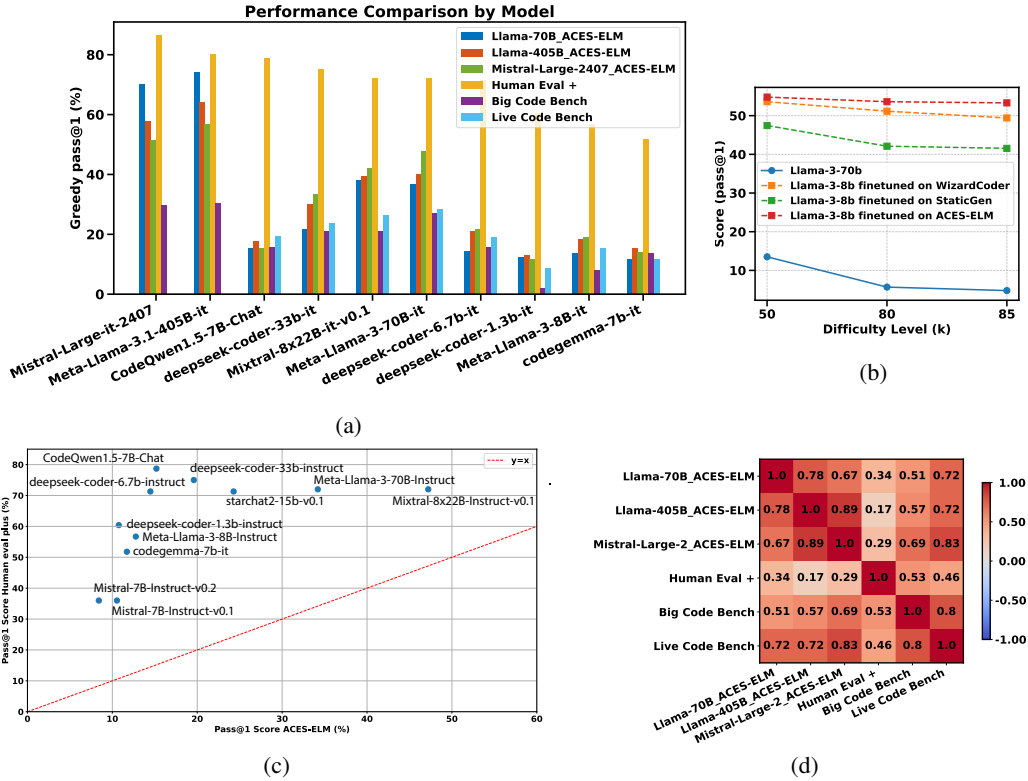 Performance Comparison by Model
Greedy pass@1 (%)
80
60
40
20
0
Llama-70B_ACES-ELM
Llama-405B_ACES-ELM
Mistral-Large-2407_ACES-ELM
Human Eval +
Big Code Bench
Live Code Bench
Mistral-Large-it-2407
Meta-Llama-3.1-405B-it
CodeQwen1.5-7B-Chat
deepseek-coder-33b-it
Mixtral-8x22B-it-v0.1
Meta-Llama-3-70B-it
deepseek-coder-6.7b-it
deepseek-coder-1.3b-it
Meta-Llama-3-8B-it
codegemma-7b-it
(a)
Score (pass@1)
50
40
30
20
10
Llama-3-70b
Llama-3-8b finetuned on WizardCoder
Llama-3-8b finetuned on StaticGen
Llama-3-8b finetuned on ACES-ELM
50
80
85
Difficulty Level (k)
(b)
Pass@1 Score Human eval plus (%)
80
70
60
50
40
30
20
10
0
y=x
CodeQwen1.5-7B-Chat
deepseek-coder-33b-instruct
deepseek-coder-6.7b-instruct
Meta-Llama-3-70B-Instruct
starchat2-15b-v0.1
Mixtral-8x22B-Instruct-v0.1
deepseek-coder-1.3b-instruct
Meta-Llama-3-8B-Instruct
codegemma-7b-it
Mistral-7B-Instruct-v0.2
Mistral-7B-Instruct-v0.1
0 10 20 30 40 50 60
Pass@1 Score ACES-ELM (%)
(c)
Llama-70B_ACES-ELM 1.0 0.78 0.67 0.34 0.51 0.72
Llama-405B_ACES-ELM 0.78 1.0 0.89 0.17 0.57 0.72
Mistral-Large-2_ACES-ELM 0.67 0.89 1.0 0.29 0.69 0.83
Human Eval + 0.34 0.17 0.29 1.0 0.53 0.46
Big Code Bench 0.51 0.57 0.69 0.53 1.0 0.8
Live Code Bench 0.72 0.72 0.83 0.46 0.8 1.0
Llama-70B_ACES-ELM
Llama-405B_ACES-ELM
Mistral-Large-2_ACES-ELM
Human Eval +
Big Code Bench
Live Code Bench
1.00
0.75
0.50
0.25
0.00
-0.25
-0.50
-0.75
-1.00
(d)